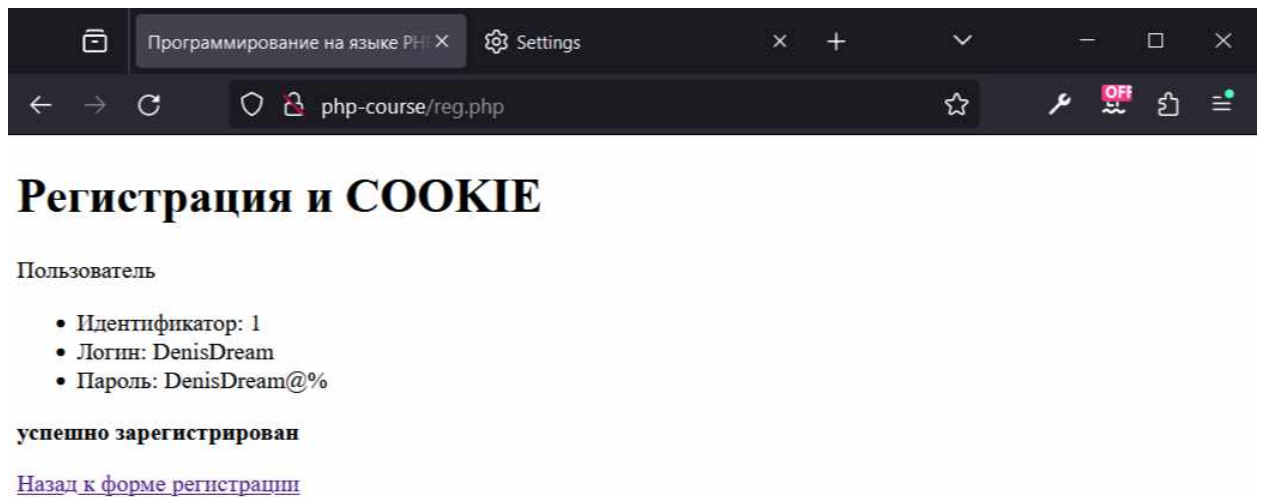 Программирование на языке PH
Settings
php-course/reg.php
OFF
Регистрация и COOKIE
Пользователь
Идентификатор: 1
Логин: DenisDream
Пароль: DenisDream@%
успешно зарегистрирован
Назад к форме регистрации